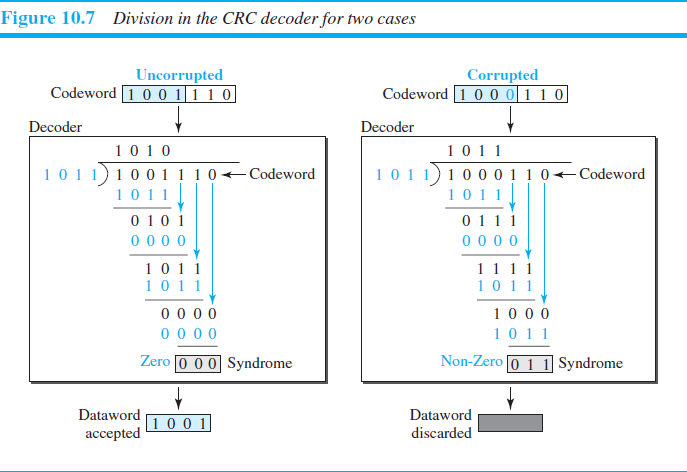 Figure 10.7 Division in the CRC decoder for two cases
Uncorrupted
Codeword 1 0 0 1 1 1 0
Decoder
1 0 1 0
1 0 1 1 ) 1 0 0 1 1 1 0 Codeword
1 0 1 1
0 1 0 1
0 0 0 0
1 0 1 1
1 0 1 1
0 0 0 0
0 0 0 0
Zero 0 0 0 Syndrome
Dataword
accepted
1 0 0 1
Corrupted
Codeword 1 0 0 0 1 1 0
Decoder
1 0 1 1
1 0 1 1 ) 1 0 0 0 1 1 0 Codeword
1 0 1 1
0 1 1 1
0 0 0 0
1 1 1 1
1 0 1 1
1 0 0 0
1 0 1 1
Non-Zero 0 1 1 Syndrome
Dataword
discarded